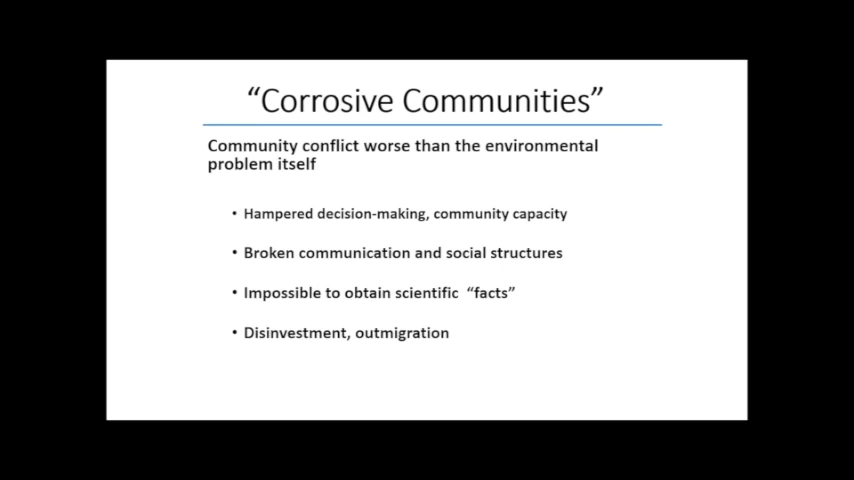 “Corrosive Communities”
Community conflict worse than the environmental
problem itself
• Hampered decision-making, community capacity
• Broken communication and social structures
• Impossible to obtain scientific “facts”
• Disinvestment, outmigration